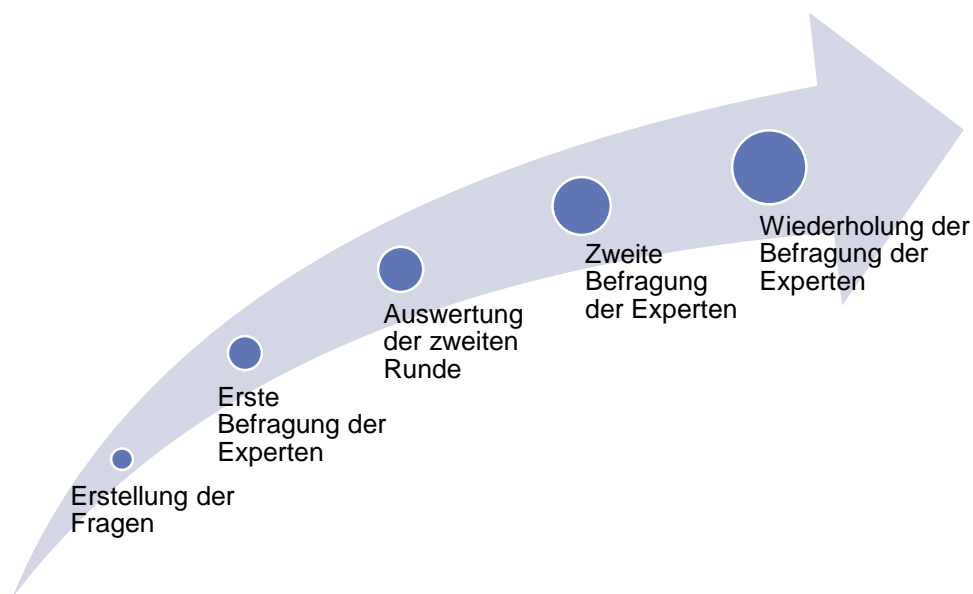 Erstellung der
Fragen
Erste
Befragung der
Experten
Auswertung
der zweiten
Runde
Zweite
Befragung
der Experten
Wiederholung der
Befragung der
Experten